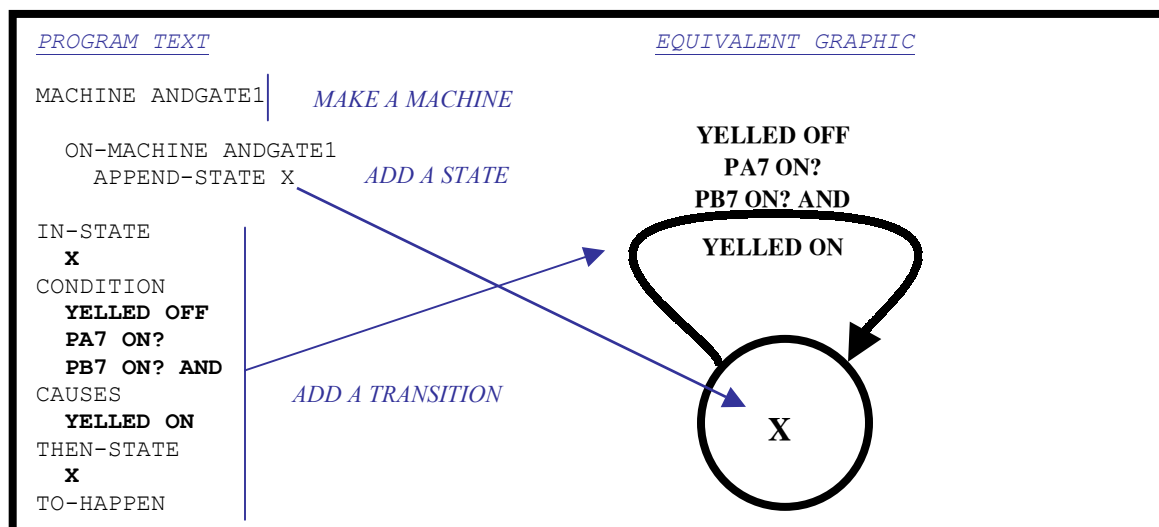 PROGRAM TEXT
MACHINE ANDGATE1
MAKE A MACHINE
ON-MACHINE ANDGATE1
APPEND-STATE X
ADD A STATE
IN-STATE
X
CONDITION
YELLED OFF
PA7 ON?
PB7 ON? AND
CAUSES
YELLED ON
THEN-STATE
X
TO-HAPPEN
ADD A TRANSITION
EQUIVALENT GRAPHIC
YELLED OFF
PA7 ON?
PB7 ON? AND
YELLED ON
X